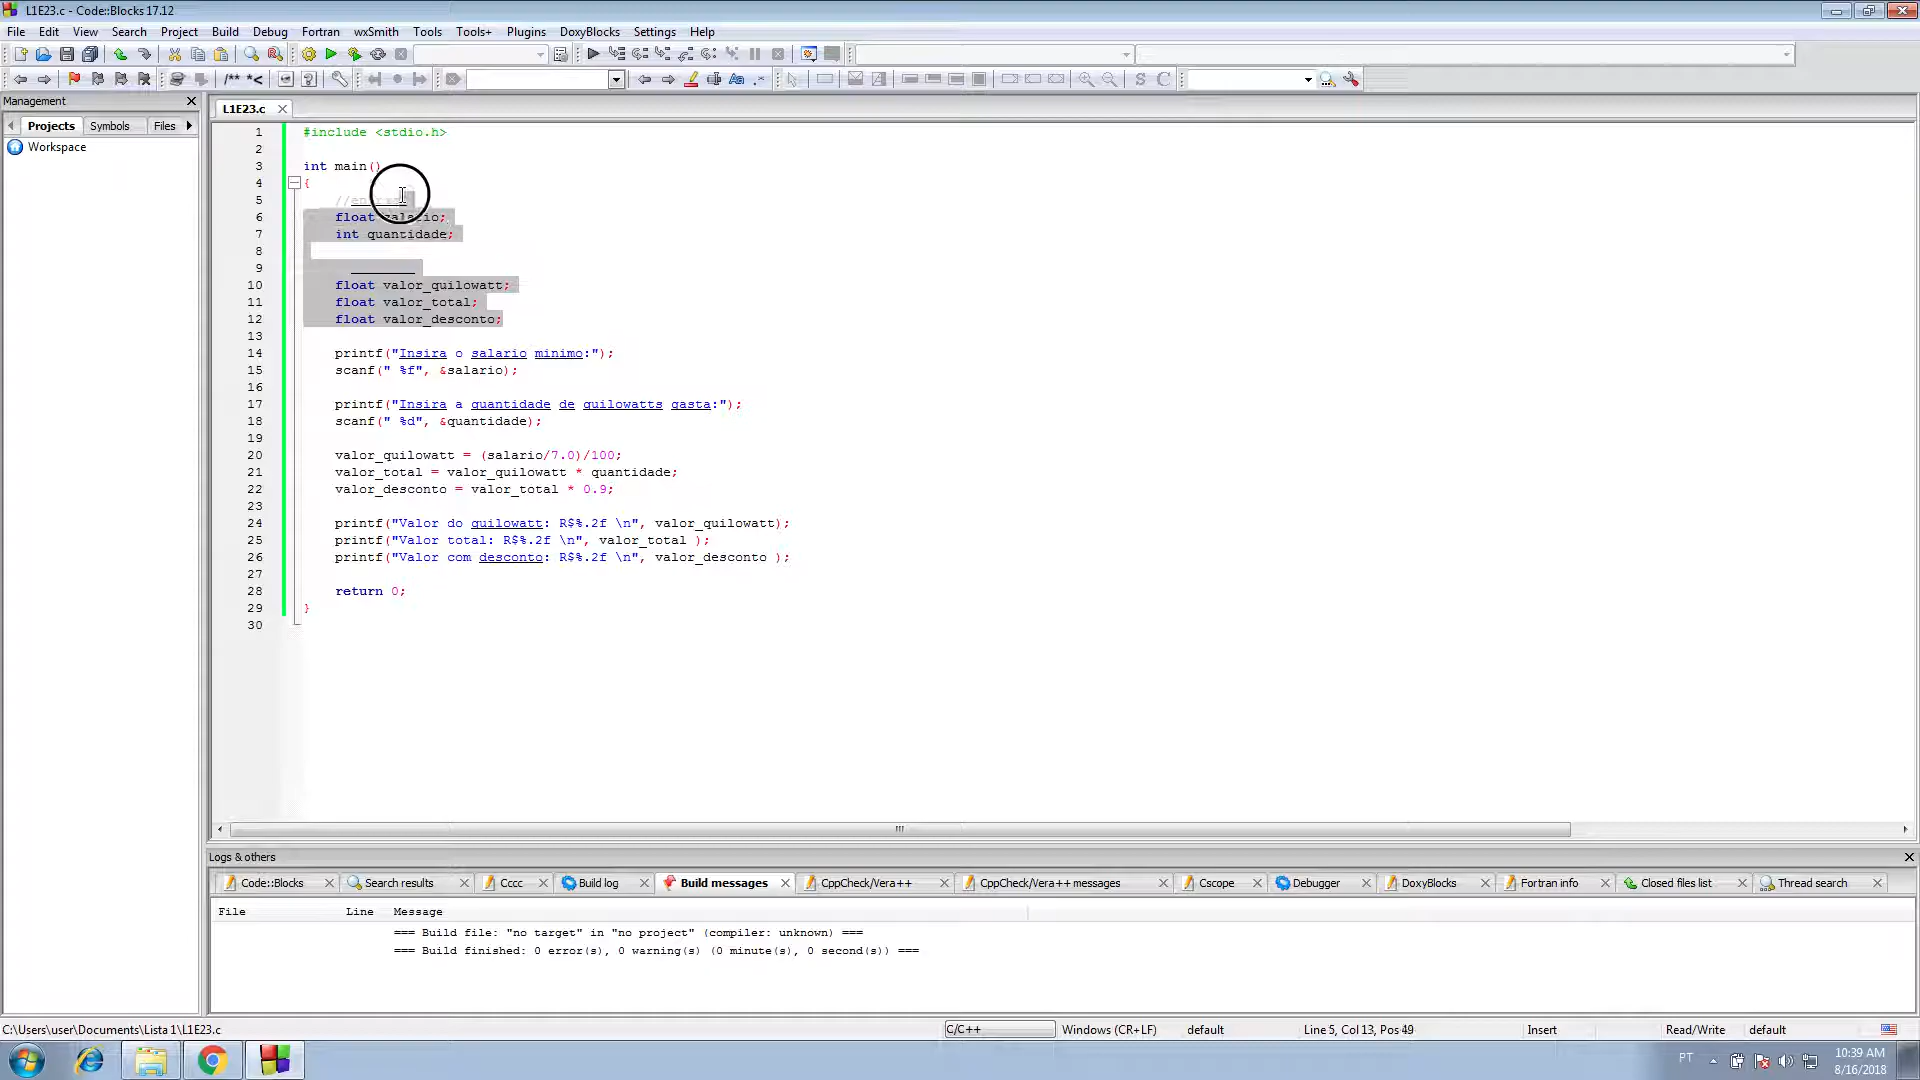 L1E23.c - Code::Blocks 17.12
File Edit View Search Project Build Debug Fortran wxSmith Tools Tools+ Plugins DoxyBlocks Settings Help
/** *< Aa .* S C
Management
Projects Symbols Files
Workspace
L1E23.c
1 #include <stdio.h>
2
3 int main()
4 {
5 //
6 float salario;
7 int quantidade;
8
9
10 float valor_quilowatt;
11 float valor_total;
12 float valor_desconto;
13
14 printf("Insira o salario minimo:");
15 scanf(" %f", &salario);
16
17 printf("Insira a quantidade de quilowatts gasta:");
18 scanf(" %d", &quantidade);
19
20 valor_quilowatt = (salario/7.0)/100;
21 valor_total = valor_quilowatt * quantidade;
22 valor_desconto = valor_total * 0.9;
23
24 printf("Valor do quilowatt: R$%.2f \n", valor_quilowatt);
25 printf("Valor total: R$%.2f \n", valor_total );
26 printf("Valor com desconto: R$%.2f \n", valor_desconto );
27
28 return 0;
29 }
30
Logs & others
Code::Blocks Search results Cccc Build log Build messages CppCheck/Vera++ CppCheck/Vera++ messages Cscope Debugger DoxyBlocks Fortran info Closed files list Thread search
File Line Message
=== Build file: "no target" in "no project" (compiler: unknown) ===
=== Build finished: 0 error(s), 0 warning(s) (0 minute(s), 0 second(s)) ===
C:\Users\user\Documents\Lista 1\L1E23.c C/C++ Windows (CR+LF) default Line 5, Col 13, Pos 49 Insert Read/Write default
PT 10:39 AM
8/16/2018